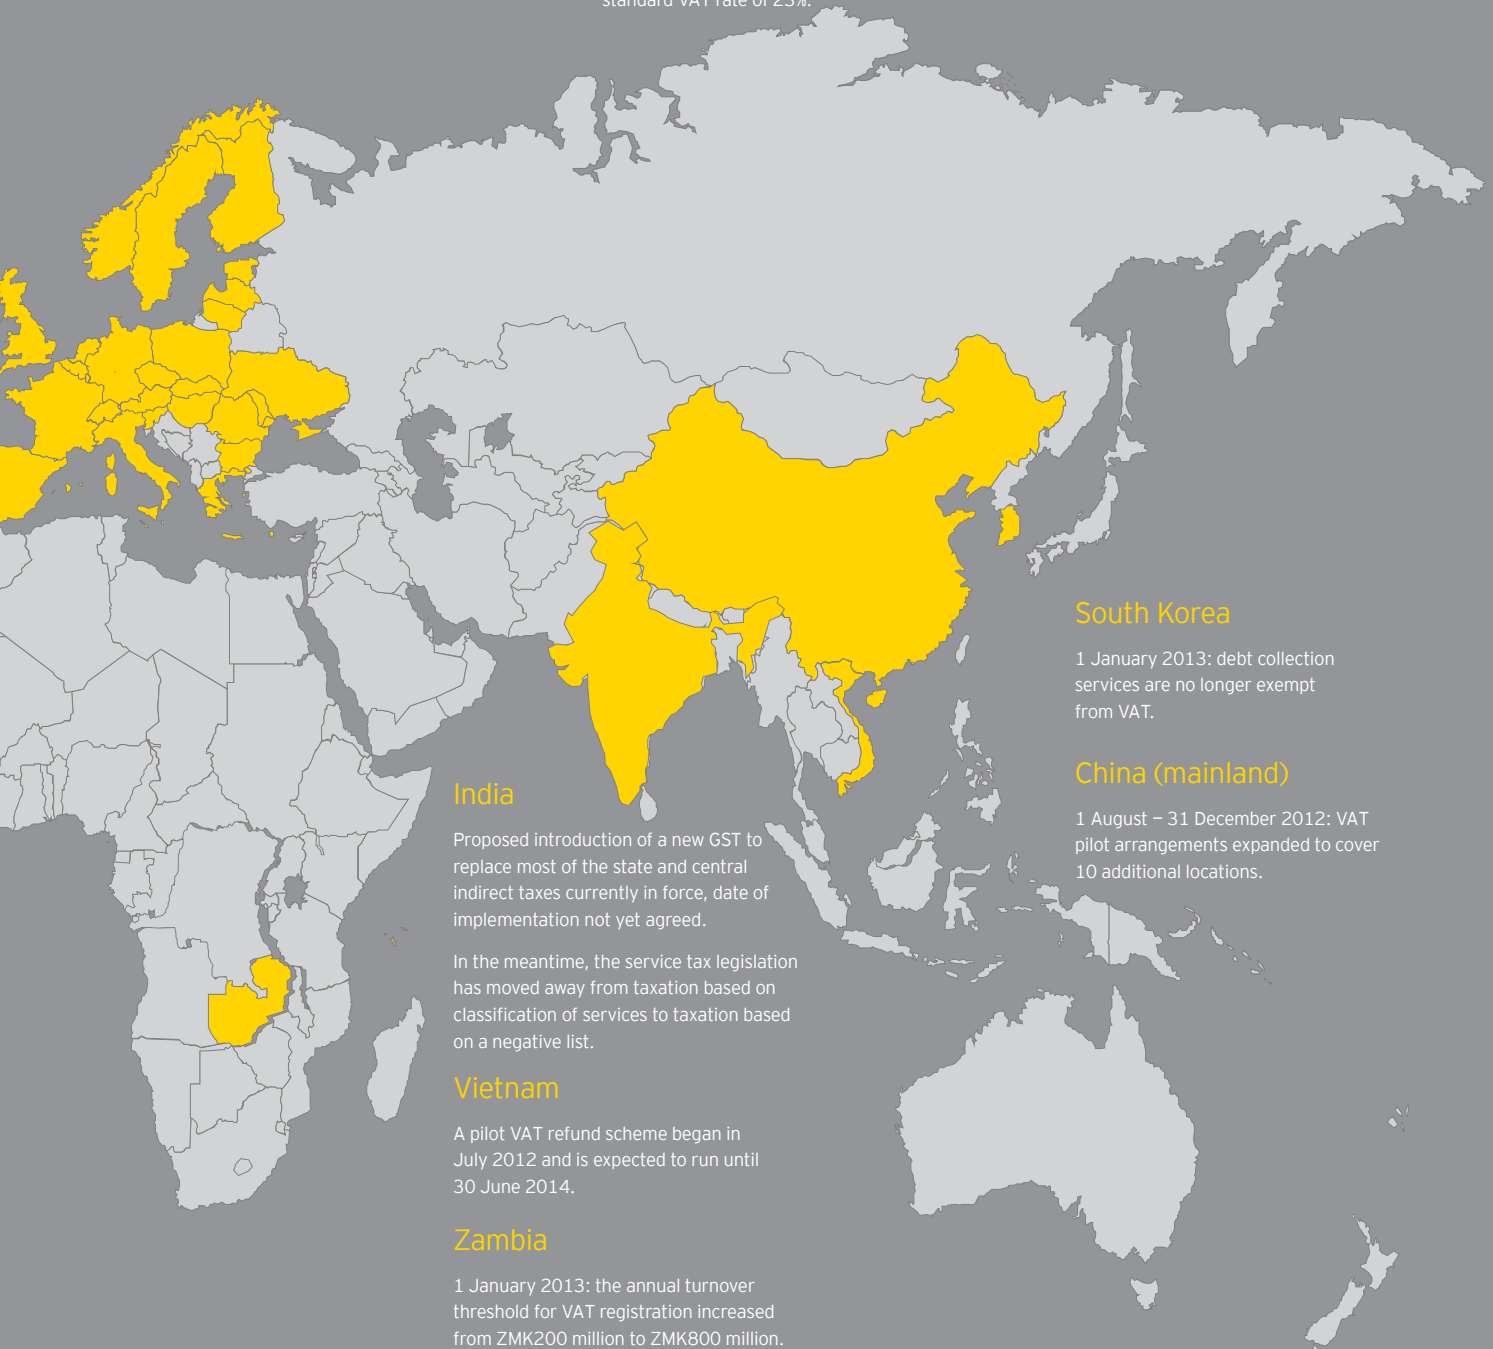 standard VAT rate of 23%.
South Korea
1 January 2013: debt collection
services are no longer exempt
from VAT.
China (mainland)
1 August – 31 December 2012: VAT
pilot arrangements expanded to cover
10 additional locations.
India
Proposed introduction of a new GST to
replace most of the state and central
indirect taxes currently in force, date of
implementation not yet agreed.
In the meantime, the service tax legislation
has moved away from taxation based on
classification of services to taxation based
on a negative list.
Vietnam
A pilot VAT refund scheme began in
July 2012 and is expected to run until
30 June 2014.
Zambia
1 January 2013: the annual turnover
threshold for VAT registration increased
from ZMK200 million to ZMK800 million.